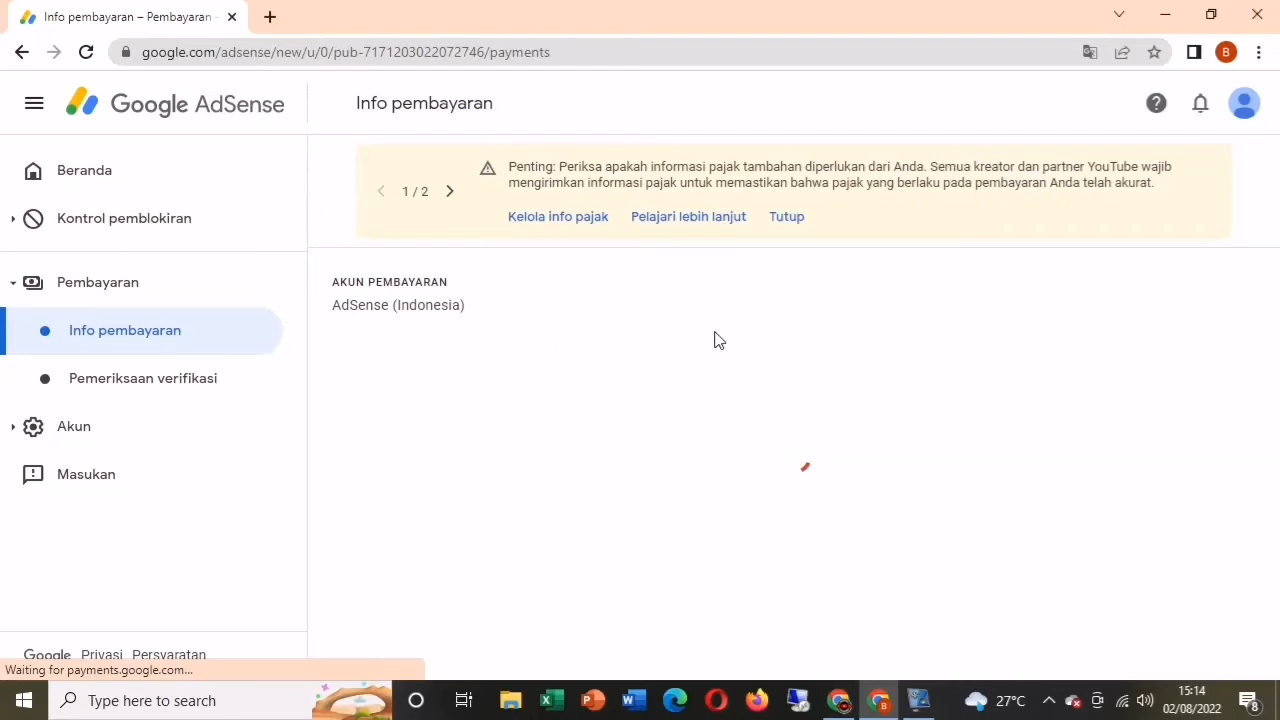 Info pembayaran – Pembayaran -
google.com/adsense/new/u/0/pub-7171203022072746/payments
B
Google AdSense
Info pembayaran
Beranda
Kontrol pemblokiran
Pembayaran
Info pembayaran
Pemeriksaan verifikasi
Akun
Masukan
1 / 2
Penting: Periksa apakah informasi pajak tambahan diperlukan dari Anda. Semua kreator dan partner YouTube wajib
mengirimkan informasi pajak untuk memastikan bahwa pajak yang berlaku pada pembayaran Anda telah akurat.
Kelola info pajak Pelajari lebih lanjut Tutup
AKUN PEMBAYARAN
AdSense (Indonesia)
Google Privasi Persyaratan
Waiting for payments.google.com...
Type here to search
27°C
15:14
02/08/2022
8